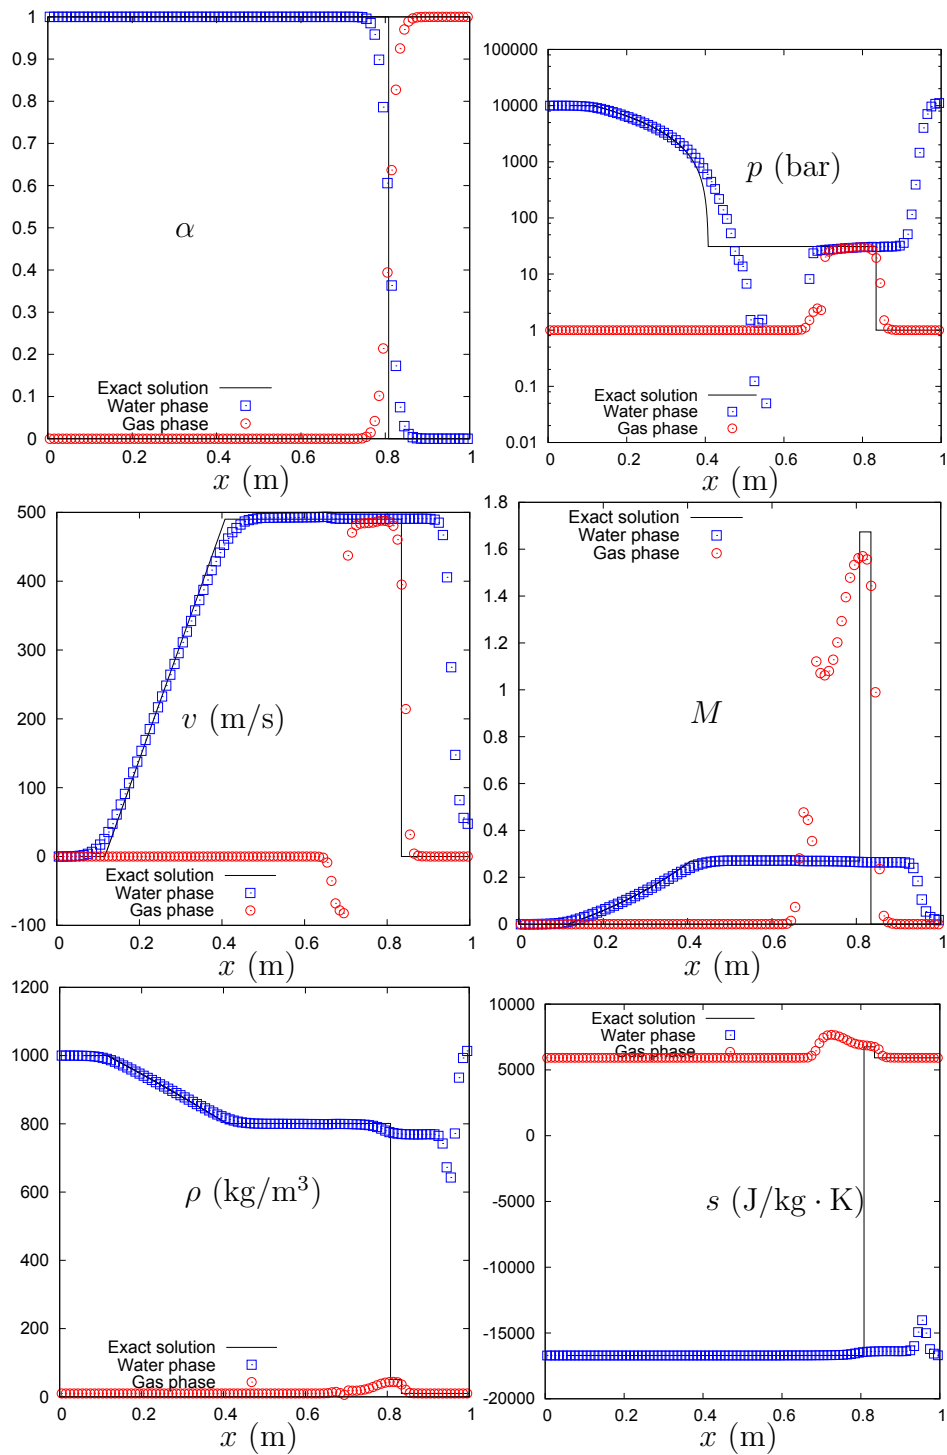 1
0.9
0.8
0.7
0.6
0.5
0.4
0.3
0.2
0.1
0
α
Exact solution
Water phase
Gas phase
0 0.2 0.4 0.6 0.8 1
x (m)
100000
10000
1000
100
10
1
0.1
0.01
p (bar)
Exact solution
Water phase
Gas phase
0 0.2 0.4 0.6 0.8 1
x (m)
500
400
300
200
100
0
-100
v (m/s)
Exact solution
Water phase
Gas phase
0 0.2 0.4 0.6 0.8 1
x (m)
1.8
1.6
1.4
1.2
1
0.8
0.6
0.4
0.2
0
Exact solution
Water phase
Gas phase
M
0 0.2 0.4 0.6 0.8 1
x (m)
1200
1000
800
600
400
200
0
ρ (kg/m³)
Exact solution
Water phase
Gas phase
0 0.2 0.4 0.6 0.8 1
x (m)
10000
5000
0
-5000
-10000
-15000
-20000
Exact solution
Water phase
Gas phase
s (J/kg · K)
0 0.2 0.4 0.6 0.8 1
x (m)